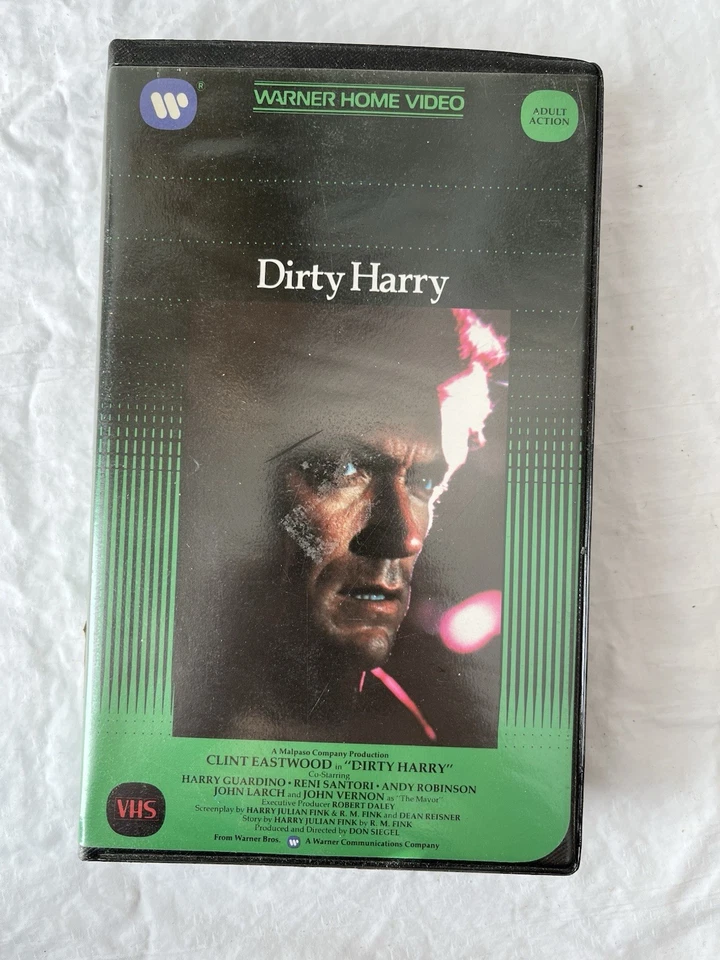 W ®
WARNER HOME VIDEO
ADULT
ACTION
Dirty Harry
A Malpaso Company Production
CLINT EASTWOOD in "DIRTY HARRY"
Co-Starring
HARRY GUARDINO • RENI SANTORI • ANDY ROBINSON
JOHN LARCH and JOHN VERNON as "The Mayor"
Executive Producer ROBERT DALEY
Screenplay by HARRY JULIAN FINK & R. M. FINK and DEAN REISNER
Story by HARRY JULIAN FINK by R. M. FINK
Produced and Directed by DON SIEGEL
From Warner Bros. W A Warner Communications Company
VHS